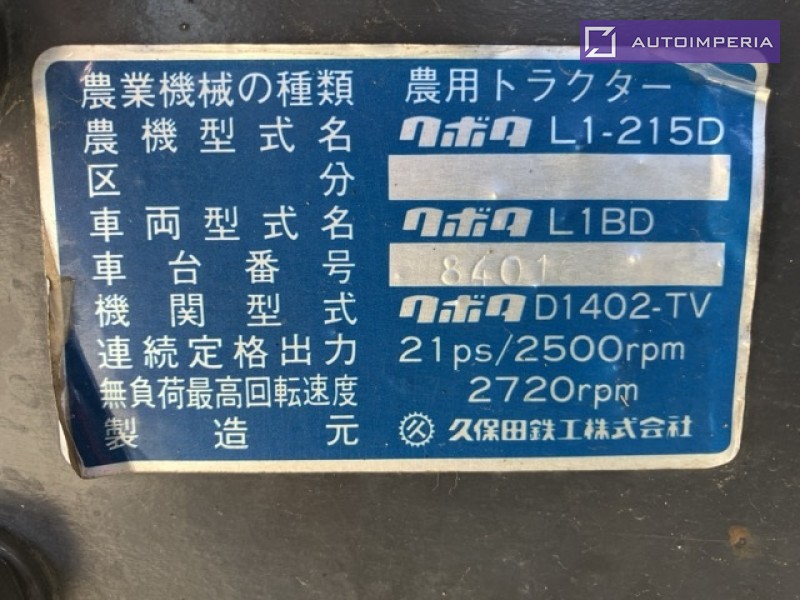 AUTOIMPERIA
農業機械の種類 農用トラクター
農機型式名 クボタ L1-215D
区分
車両型式名 クボタ L1BD
車台番号 8401
機関型式 クボタ D1402-TV
連続定格出力 21ps/2500rpm
無負荷最高回転速度 2720rpm
製造元 久保田鉄工株式会社